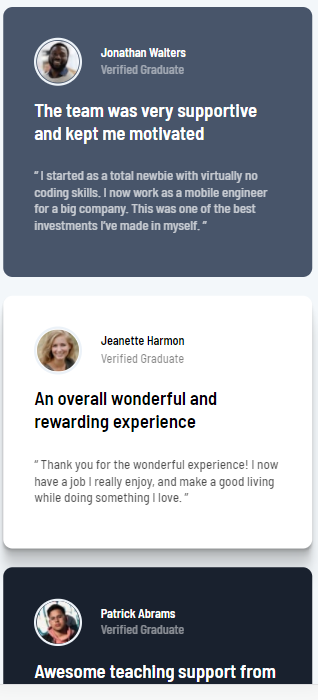 Jonathan Walters
Verified Graduate
The team was very supportive
and kept me motivated
“ I started as a total newbie with virtually no
coding skills. I now work as a mobile engineer
for a big company. This was one of the best
investments I’ve made in myself. ”
Jeanette Harmon
Verified Graduate
An overall wonderful and
rewarding experience
“ Thank you for the wonderful experience! I now
have a job I really enjoy, and make a good living
while doing something I love. ”
Patrick Abrams
Verified Graduate
Awesome teaching support from